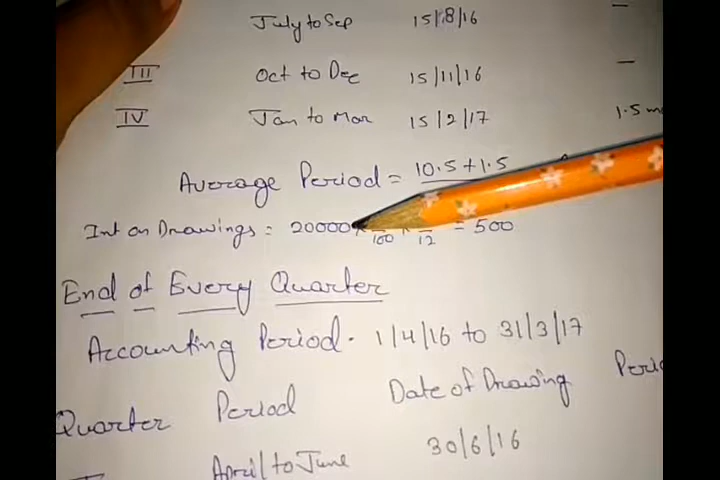 July to Sep 15/8/16 —
III Oct to Dec 15/11/16 —
IV Jan to Mar 15/2/17 1.5
Average Period = 10.5 + 1.5
Int on Drawings = 20000 × /100 × /12 = 500
End of Every Quarter
Accounting Period. 1/4/16 to 31/3/17
Quarter Period Date of Drawing
April to June 30/6/16